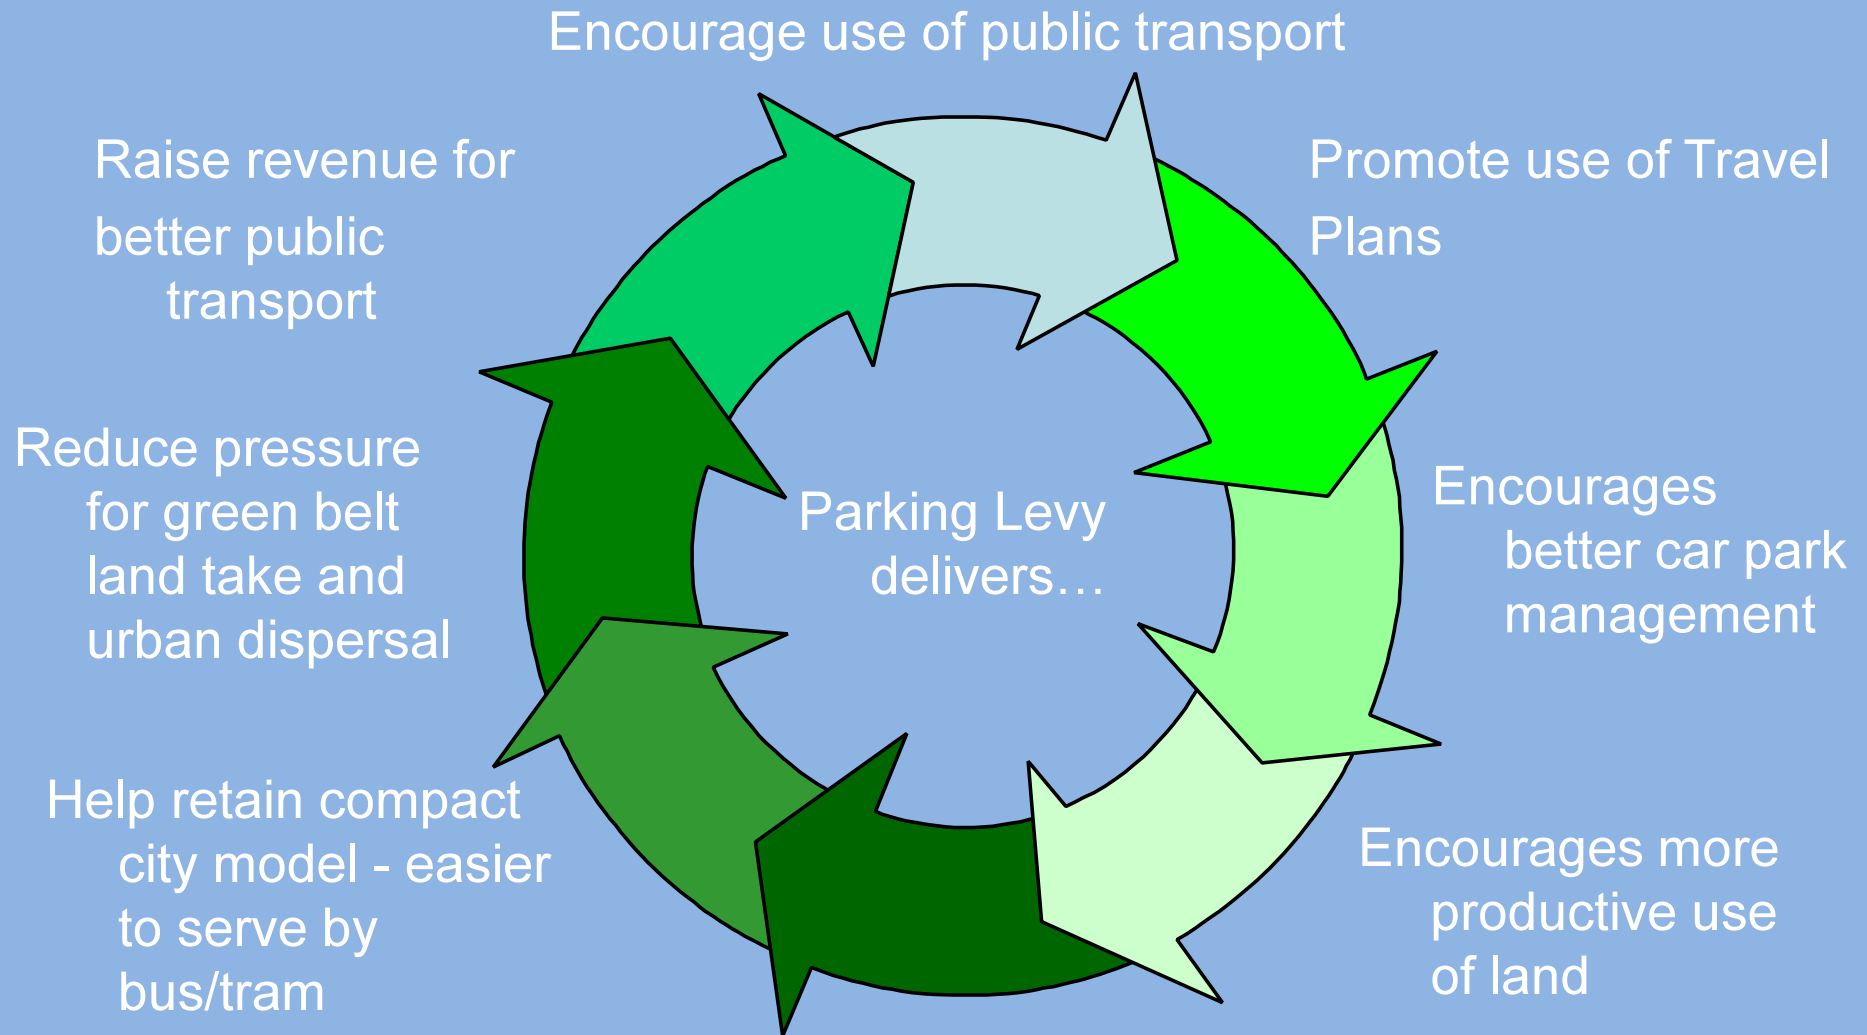 Encourage use of public transport
Promote use of Travel
Plans
Encourages
better car park
management
Encourages more
productive use
of land
Help retain compact
city model - easier
to serve by
bus/tram
Reduce pressure
for green belt
land take and
urban dispersal
Raise revenue for
better public
transport
Parking Levy
delivers…